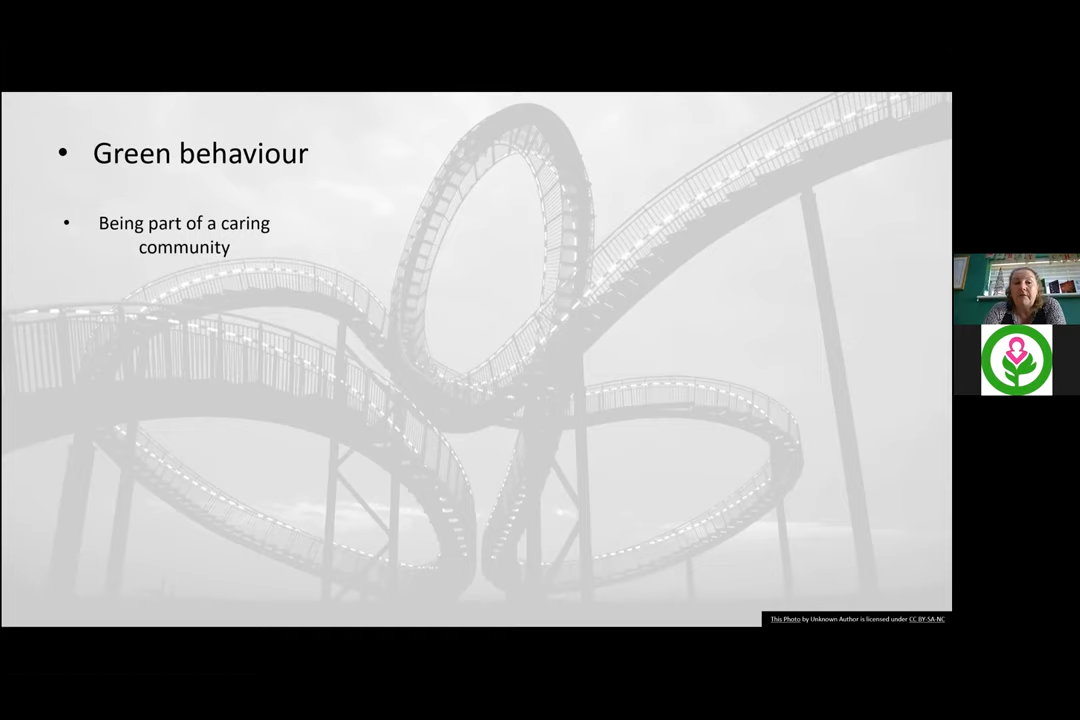 • Green behaviour
• Being part of a caring
community
This Photo by Unknown Author is licensed under CC BY-SA-NC